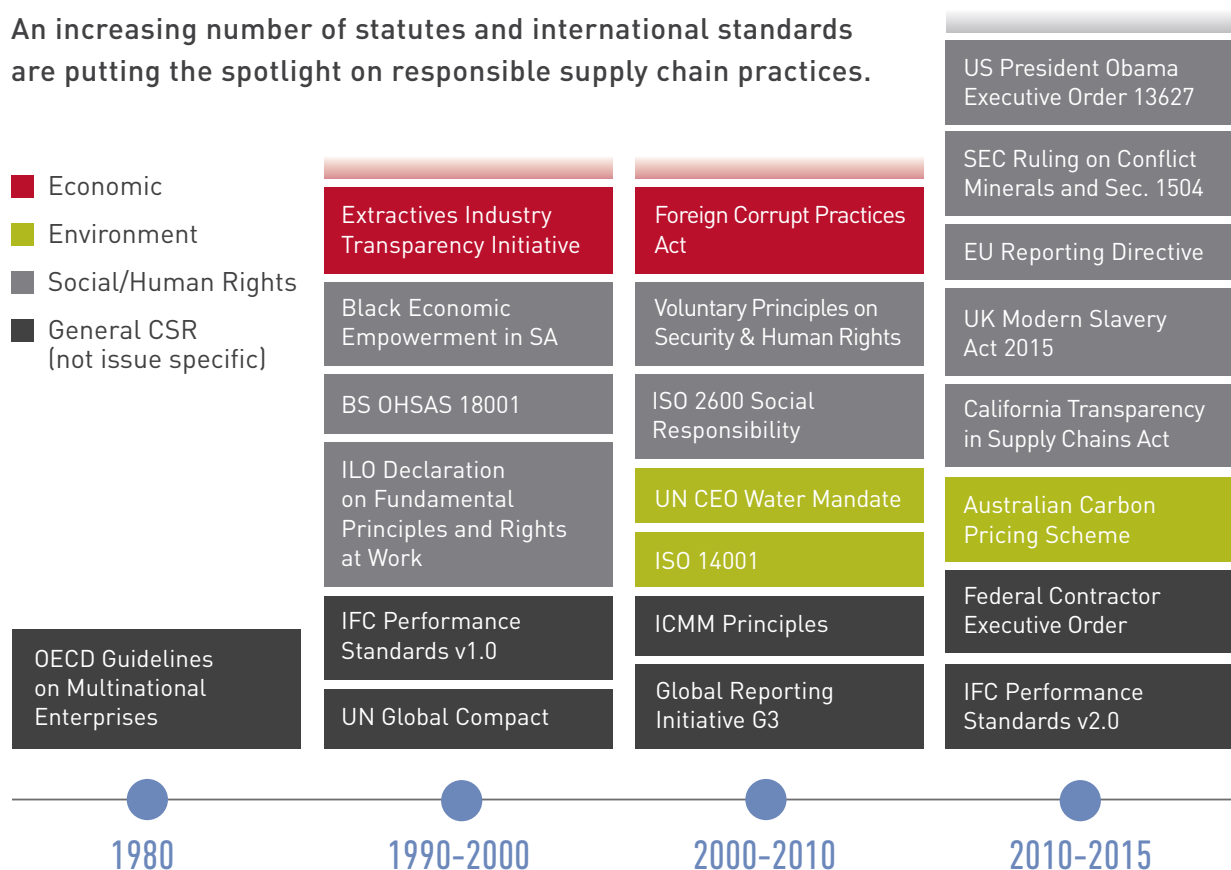 An increasing number of statutes and international standards
are putting the spotlight on responsible supply chain practices.
Economic
Environment
Social/Human Rights
General CSR
(not issue specific)
OECD Guidelines
on Multinational
Enterprises
Extractives Industry
Transparency Initiative
Black Economic
Empowerment in SA
BS OHSAS 18001
ILO Declaration
on Fundamental
Principles and Rights
at Work
IFC Performance
Standards v1.0
UN Global Compact
Foreign Corrupt Practices
Act
Voluntary Principles on
Security & Human Rights
ISO 2600 Social
Responsibility
UN CEO Water Mandate
ISO 14001
ICMM Principles
Global Reporting
Initiative G3
US President Obama
Executive Order 13627
SEC Ruling on Conflict
Minerals and Sec. 1504
EU Reporting Directive
UK Modern Slavery
Act 2015
California Transparency
in Supply Chains Act
Australian Carbon
Pricing Scheme
Federal Contractor
Executive Order
IFC Performance
Standards v2.0
1980
1990–2000
2000–2010
2010–2015